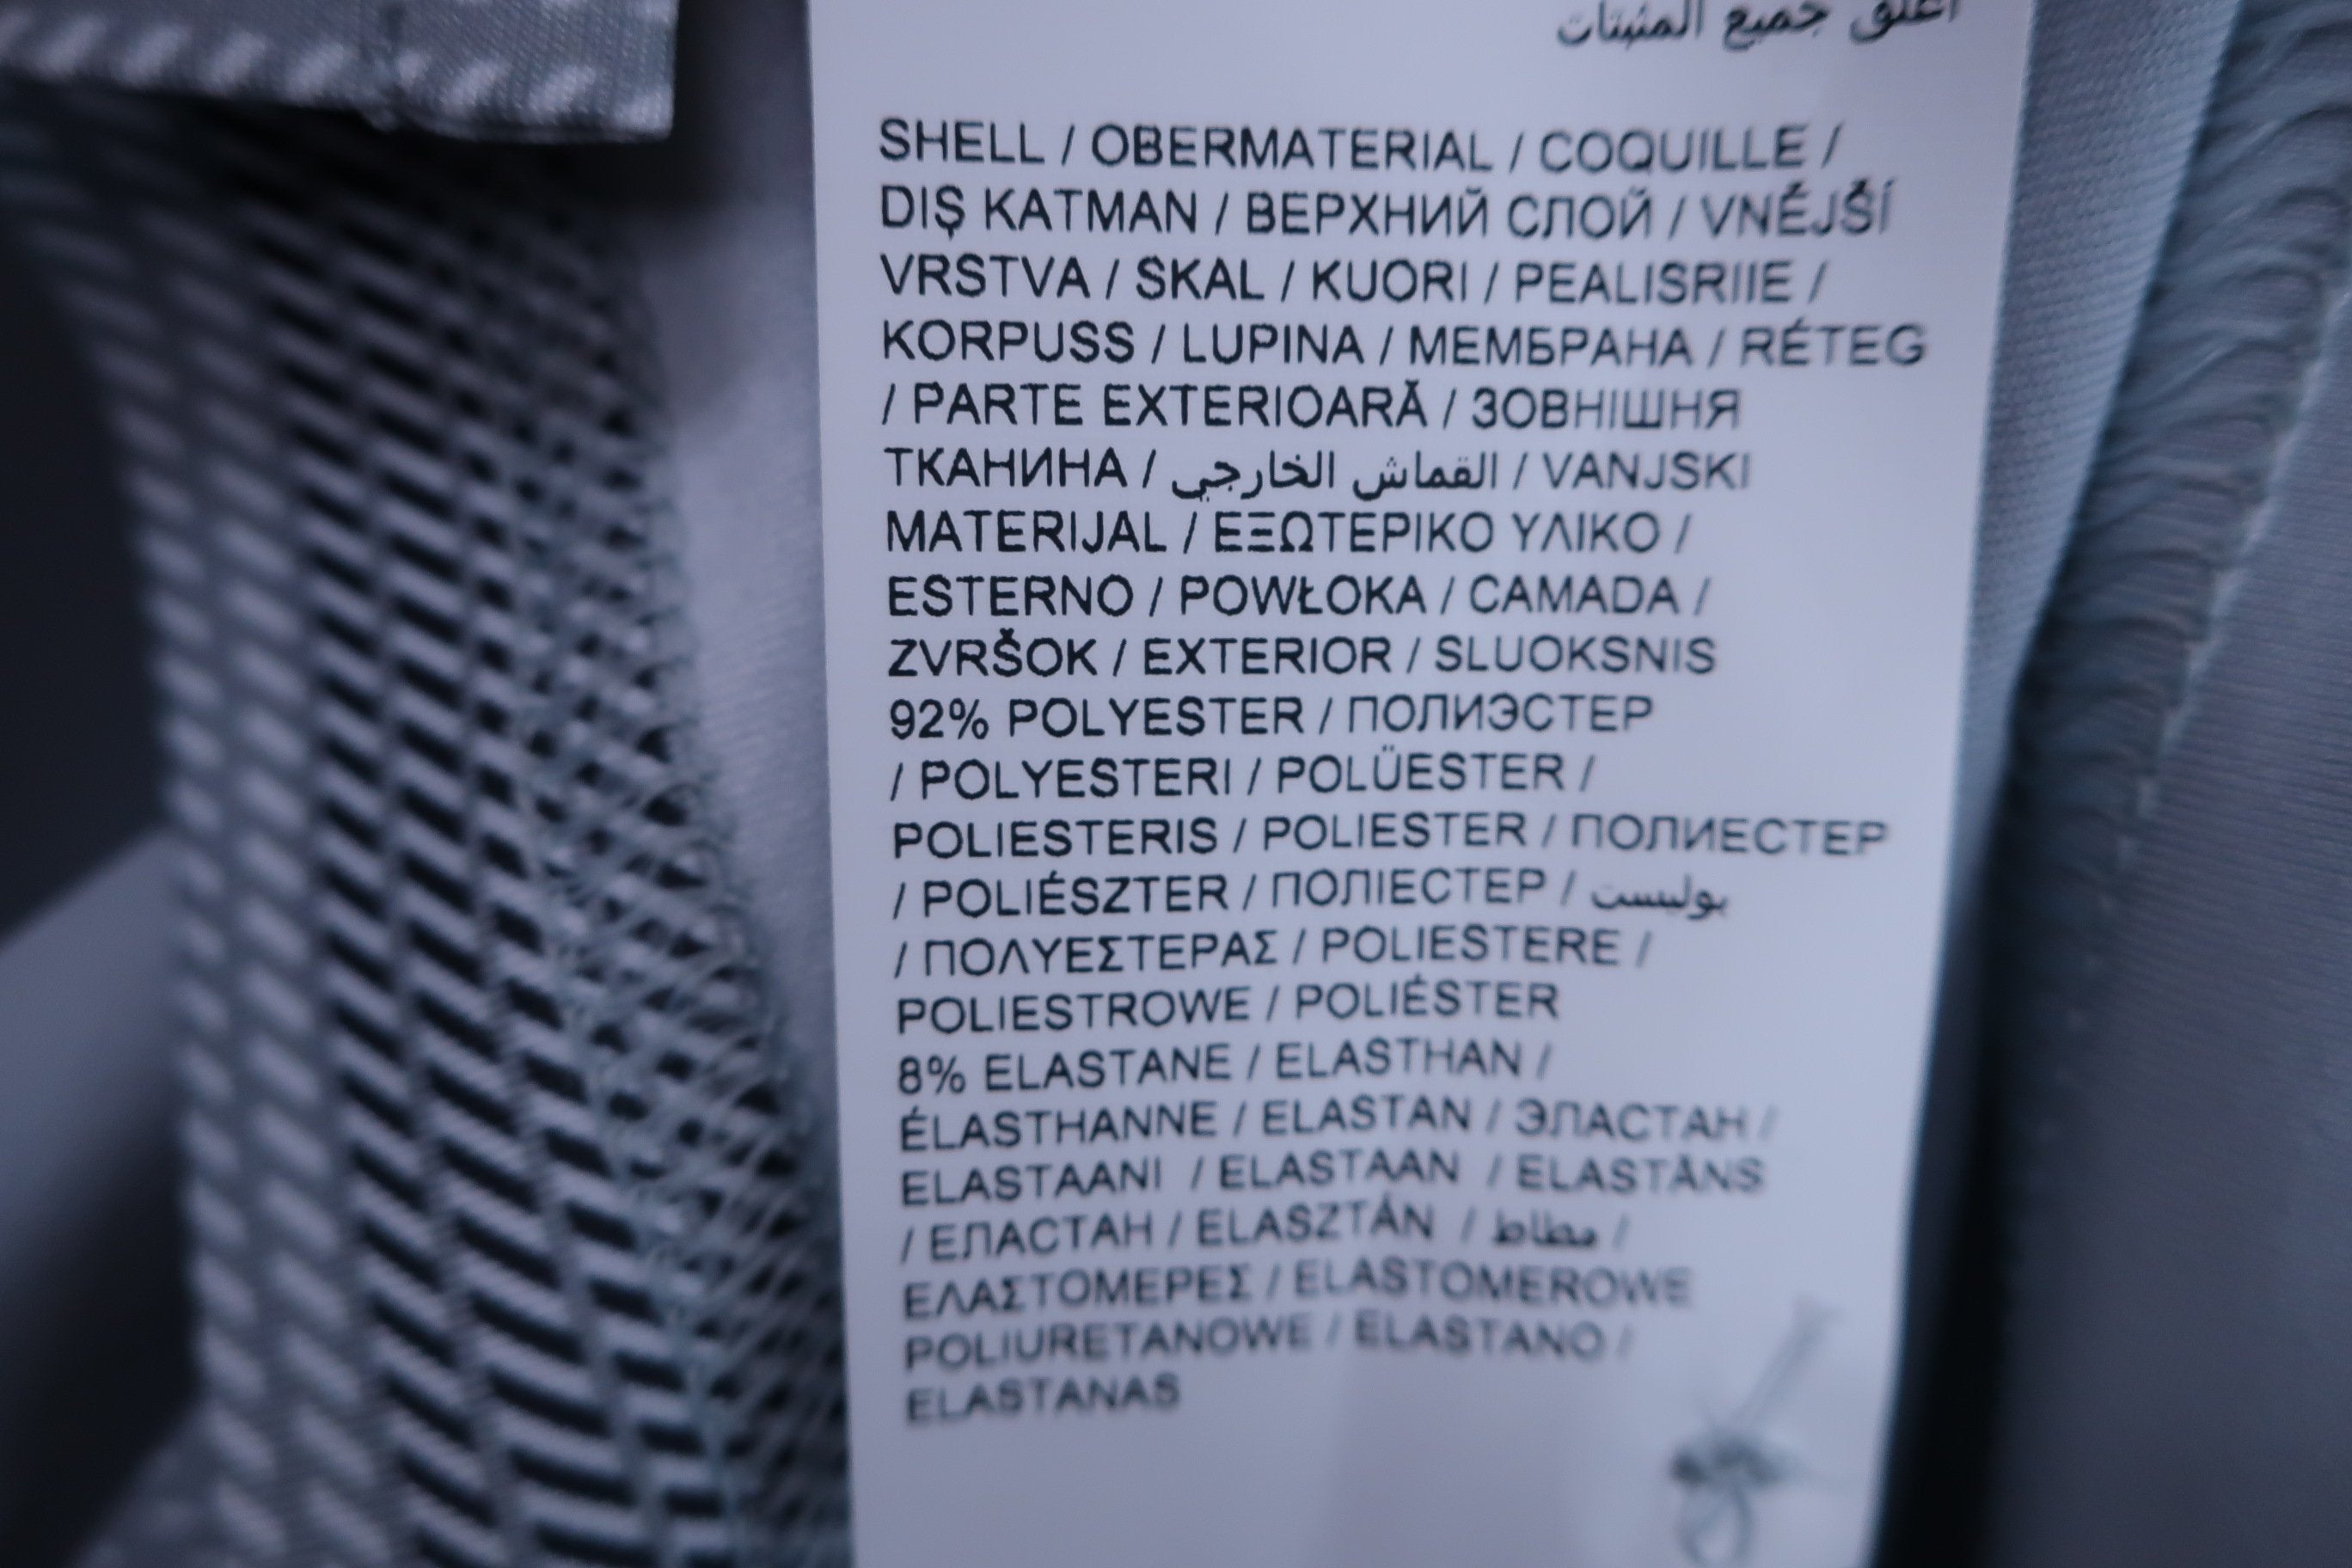 أغلق جميع المثبتات
SHELL / OBERMATERIAL / COQUILLE /
DIŞ KATMAN / ВЕРХНИЙ СЛОЙ / VNĚJŠÍ
VRSTVA / SKAL / KUORI / PEALISRIIE /
KORPUSS / LUPINA / МЕМБРАНА / RÉTEG
/ PARTE EXTERIOARĂ / ЗОВНІШНЯ
ТКАНИНА / القماش الخارجي / VANJSKI
MATERIJAL / ΕΞΩΤΕΡΙΚΟ ΥΛΙΚΟ /
ESTERNO / POWŁOKA / CAMADA /
ZVRŠOK / EXTERIOR / SLUOKSNIS
92% POLYESTER / ПОЛИЭСТЕР
/ POLYESTERI / POLÜESTER /
POLIESTERIS / POLIESTER / ПОЛИЕСТЕР
/ POLIÉSZTER / ПОЛІЕСТЕР / بوليست
/ ΠΟΛΥΕΣΤΕΡΑΣ / POLIESTERE /
POLIESTROWE / POLIÉSTER
8% ELASTANE / ELASTHAN /
ÉLASTHANNE / ELASTAN / ЭЛАСТАН /
ELASTAANI / ELASTAAN / ELASTĀNS
/ ЕЛАСТАН / ELASZTÁN / مطاط /
ΕΛΑΣΤΟΜΕΡΕΣ / ELASTOMEROWE
POLIURETANOWE / ELASTANO /
ELASTANAS